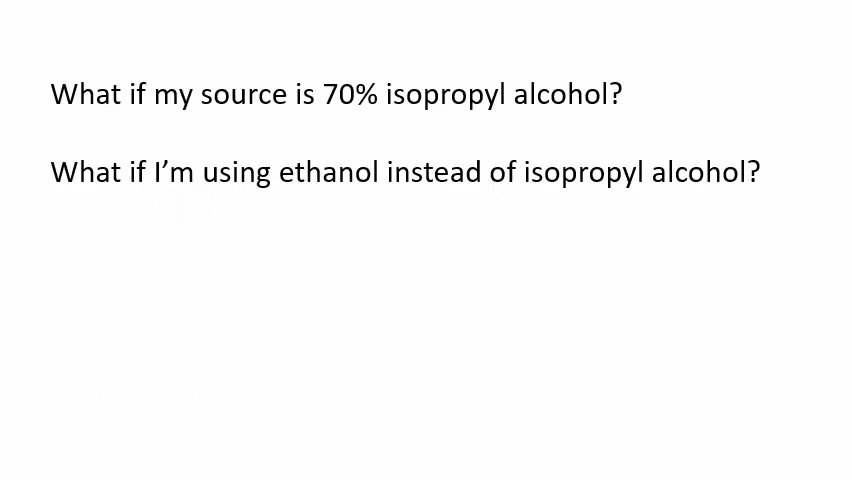 What if my source is 70% isopropyl alcohol?
What if I’m using ethanol instead of isopropyl alcohol?